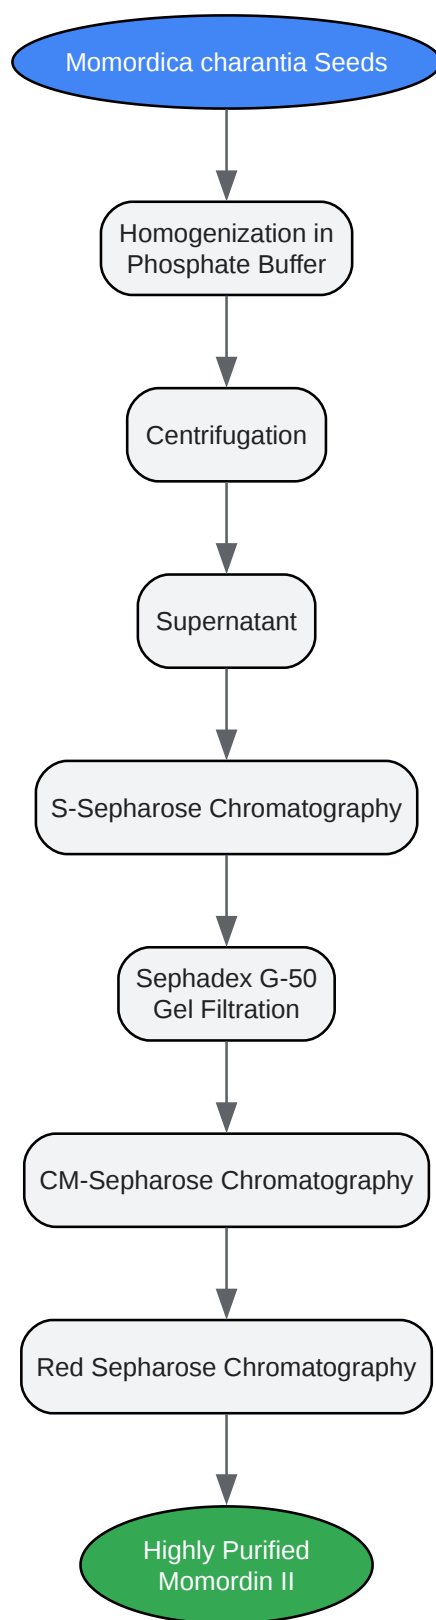 Momordica charantia Seeds
Homogenization in
Phosphate Buffer
Centrifugation
Supernatant
S-Sepharose Chromatography
Sephadex G-50
Gel Filtration
CM-Sepharose Chromatography
Red Sepharose Chromatography
Highly Purified
Momordin II